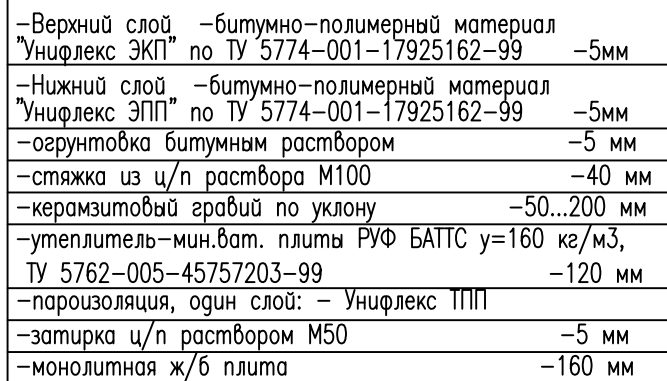 –Верхний слой –битумно–полимерный материал
"Унифлекс ЭКП" по ТУ 5774–001–17925162–99 –5мм
–Нижний слой –битумно–полимерный материал
"Унифлекс ЭПП" по ТУ 5774–001–17925162–99 –5мм
–огрунтовка битумным раствором –5 мм
–стяжка из ц/п раствора М100 –40 мм
–керамзитовый гравий по уклону –50...200 мм
–утеплитель–мин.ват. плиты РУФ БАТТС у=160 кг/м3,
ТУ 5762–005–45757203–99 –120 мм
–пароизоляция, один слой: – Унифлекс ТПП
–затирка ц/п раствором М50 –5 мм
–монолитная ж/б плита –160 мм